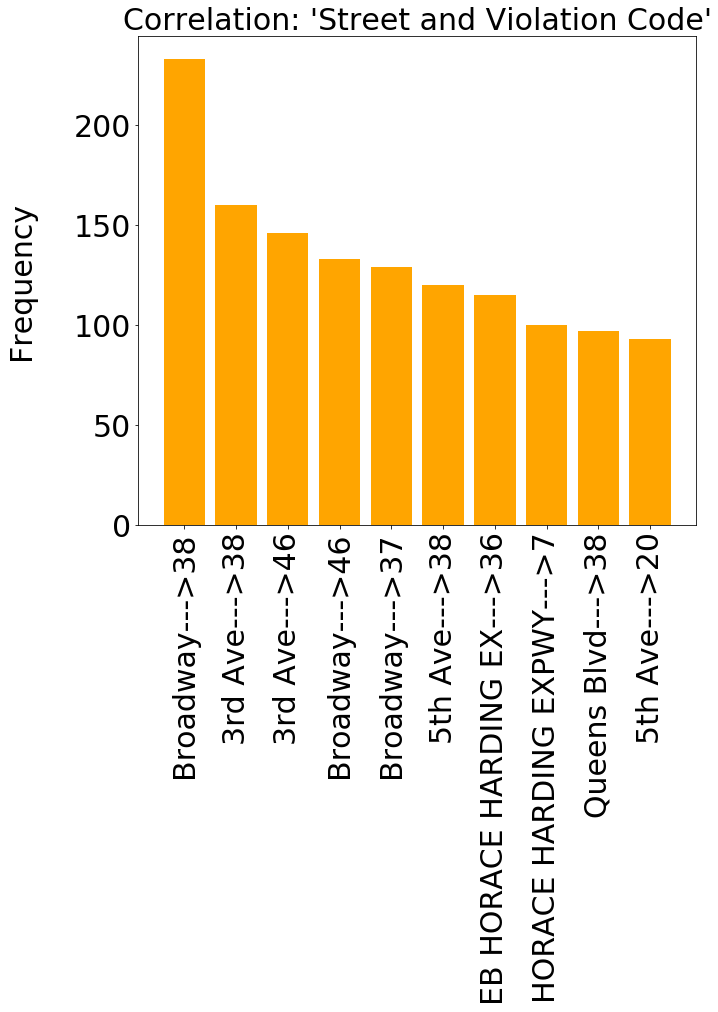 Correlation: 'Street and Violation Code'
Frequency
200
150
100
50
0
Broadway--->38
3rd Ave--->38
3rd Ave--->46
Broadway--->46
Broadway--->37
5th Ave--->38
EB HORACE HARDING EX--->36
HORACE HARDING EXPWY--->7
Queens Blvd--->38
5th Ave--->20